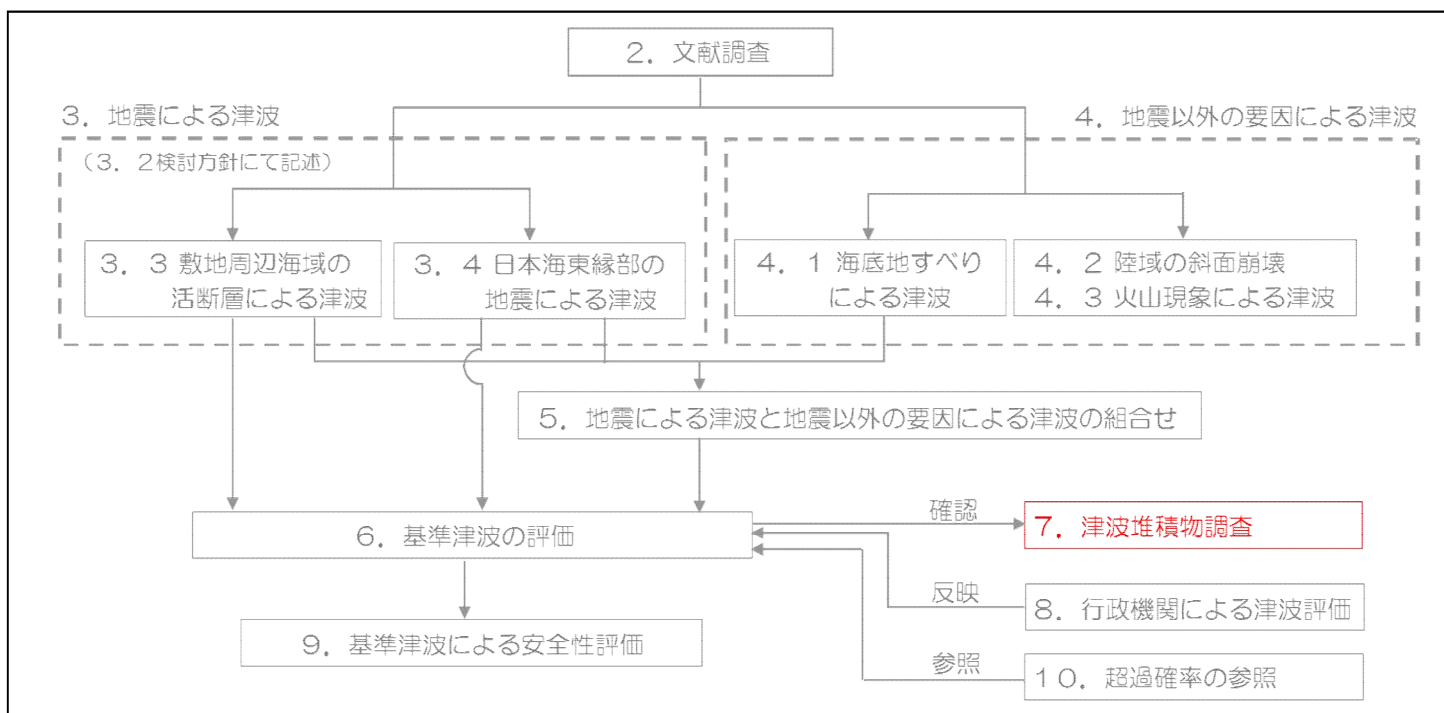 2．文献調査
3．地震による津波
4．地震以外の要因による津波
（3．2検討方針にて記述）
3．3 敷地周辺海域の
活断層による津波
3．4 日本海東縁部の
地震による津波
4．1 海底地すべり
による津波
4．2 陸域の斜面崩壊
4．3 火山現象による津波
5．地震による津波と地震以外の要因による津波の組合せ
6．基準津波の評価
確認
7．津波堆積物調査
反映
8．行政機関による津波評価
9．基準津波による安全性評価
参照
10．超過確率の参照